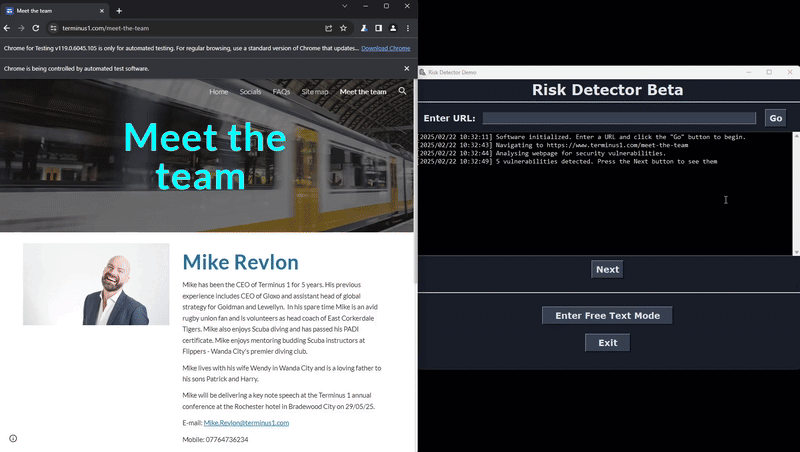 Meet the team
terminus1.com/meet-the-team
Chrome for Testing v119.0.6045.105 is only for automated testing. For regular browsing, use a standard version of Chrome that updates... Download Chrome
Chrome is being controlled by automated test software.
Home Socials FAQs Site map Meet the team
Meet the
team
Mike Revlon
Mike has been the CEO of Terminus 1 for 5 years. His previous
experience includes CEO of Gloxo and assistant head of global
strategy for Goldman and Lewellyn. In his spare time Mike is an avid
rugby union fan and is volunteers as head coach of East Corkerdale
Tigers. Mike also enjoys Scuba diving and has passed his PADI
certificate. Mike enjoys mentoring budding Scuba instructors at
Flippers - Wanda City's premier diving club.
Mike lives with his wife Wendy in Wanda City and is a loving father to
his sons Patrick and Harry.
Mike will be delivering a key note speech at the Terminus 1 annual
conference at the Rochester hotel in Bradewood City on 29/05/25.
E-mail: Mike.Revlon@terminus1.com
Mobile: 07764736234
Risk Detector Demo
Risk Detector Beta
Enter URL:
Go
[2025/02/22 10:32:11] Software initialized. Enter a URL and click the "Go" button to begin.
[2025/02/22 10:32:43] Navigating to https://www.terminus1.com/meet-the-team
[2025/02/22 10:32:44] Analysing webpage for security vulnerabilities.
[2025/02/22 10:32:49] 5 vulnerabilities detected. Press the Next button to see them
Next
Enter Free Text Mode
Exit